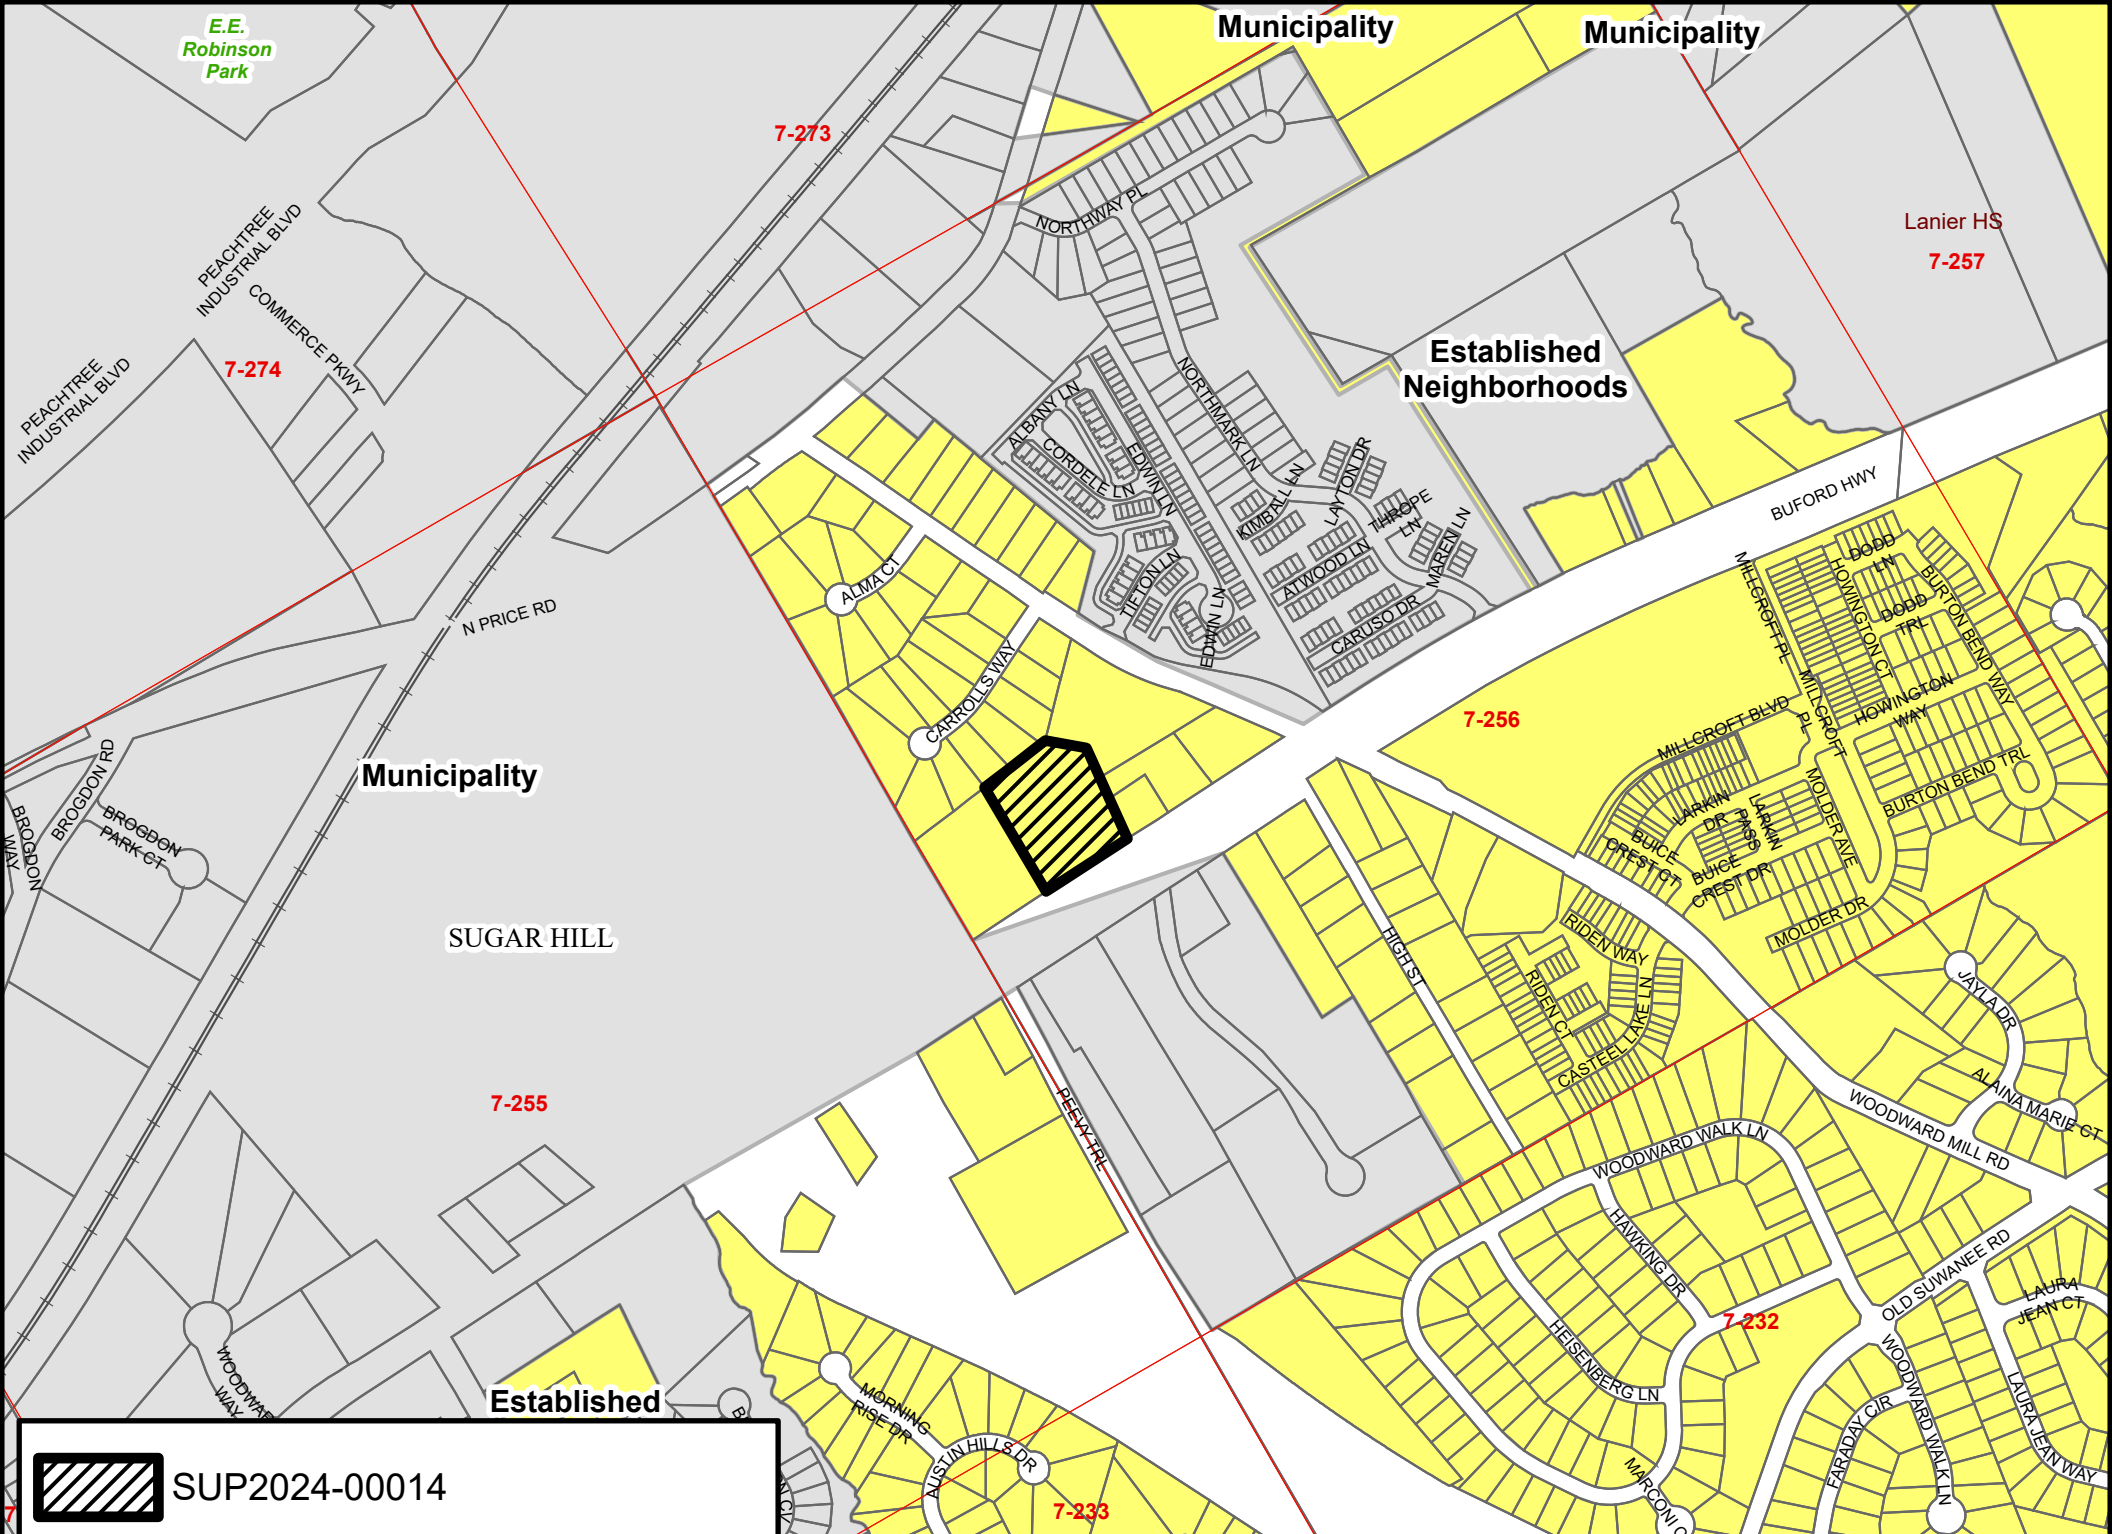 E.E.
Robinson
Park
Municipality
Municipality
7-273
Lanier HS
7-257
PEACHTREE
INDUSTRIAL BLVD
COMMERCE PKWY
7-274
PEACHTREE
INDUSTRIAL BLVD
NORTHWAY PL
NORTHMARK LN
Established
Neighborhoods
ALBANY LN
CORDELE LN
EDWIN LN
KIMBALL LN
LAYTON DR
THROPE
LN
MAREN LN
ATWOOD LN
CARUSO DR
TIFTON LN
EDWIN LN
BUFORD HWY
ALMA CT
CARROLLS WAY
N PRICE RD
7-256
MILLCROFT PL
HOWINGTON CT
DODD
LN
DODD
TRL
BURTON BEND WAY
HOWINGTON
WAY
MILLCROFT BLVD
MILLCROFT
PL
BURTON BEND TRL
MOLDER AVE
LARKIN
DR
LARKIN
PASS
BUICE
CREST CT
BUICE
CREST DR
MOLDER DR
Municipality
BROGDON RD
BROGDON
PARK CT
BROGDON
WAY
SUGAR HILL
HIGH ST
RIDEN WAY
RIDEN CT
CASTEEL LAKE LN
JAYLA DR
ALAINA MARIE CT
7-255
PEEVY TRL
WOODWARD MILL RD
WOODWARD WALK LN
HAWKING DR
HEISENBERG LN
7-232
OLD SUWANEE RD
LAURA
JEAN CT
WOODWARD WALK LN
LAURA JEAN WAY
FARADAY CIR
MARCONI C
WOODWAR
WAY
Established
MORNING
RISE DR
AUSTIN HILLS DR
7-233
7
SUP2024-00014